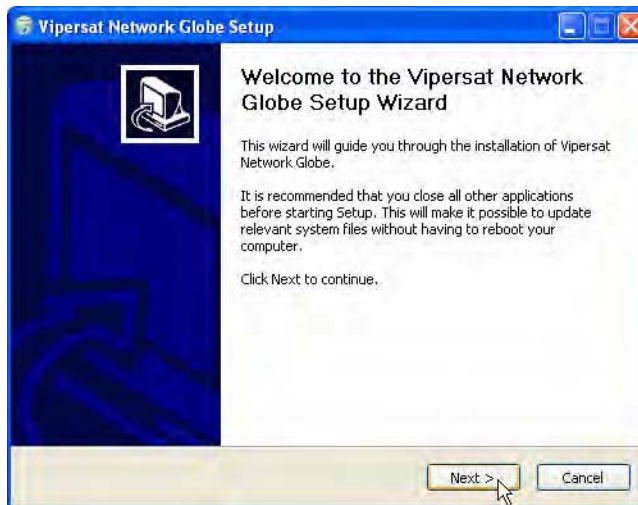 Vipersat Network Globe Setup
Welcome to the Vipersat Network
Globe Setup Wizard
This wizard will guide you through the installation of Vipersat
Network Globe.
It is recommended that you close all other applications
before starting Setup. This will make it possible to update
relevant system files without having to reboot your
computer.
Click Next to continue.
Next >
Cancel